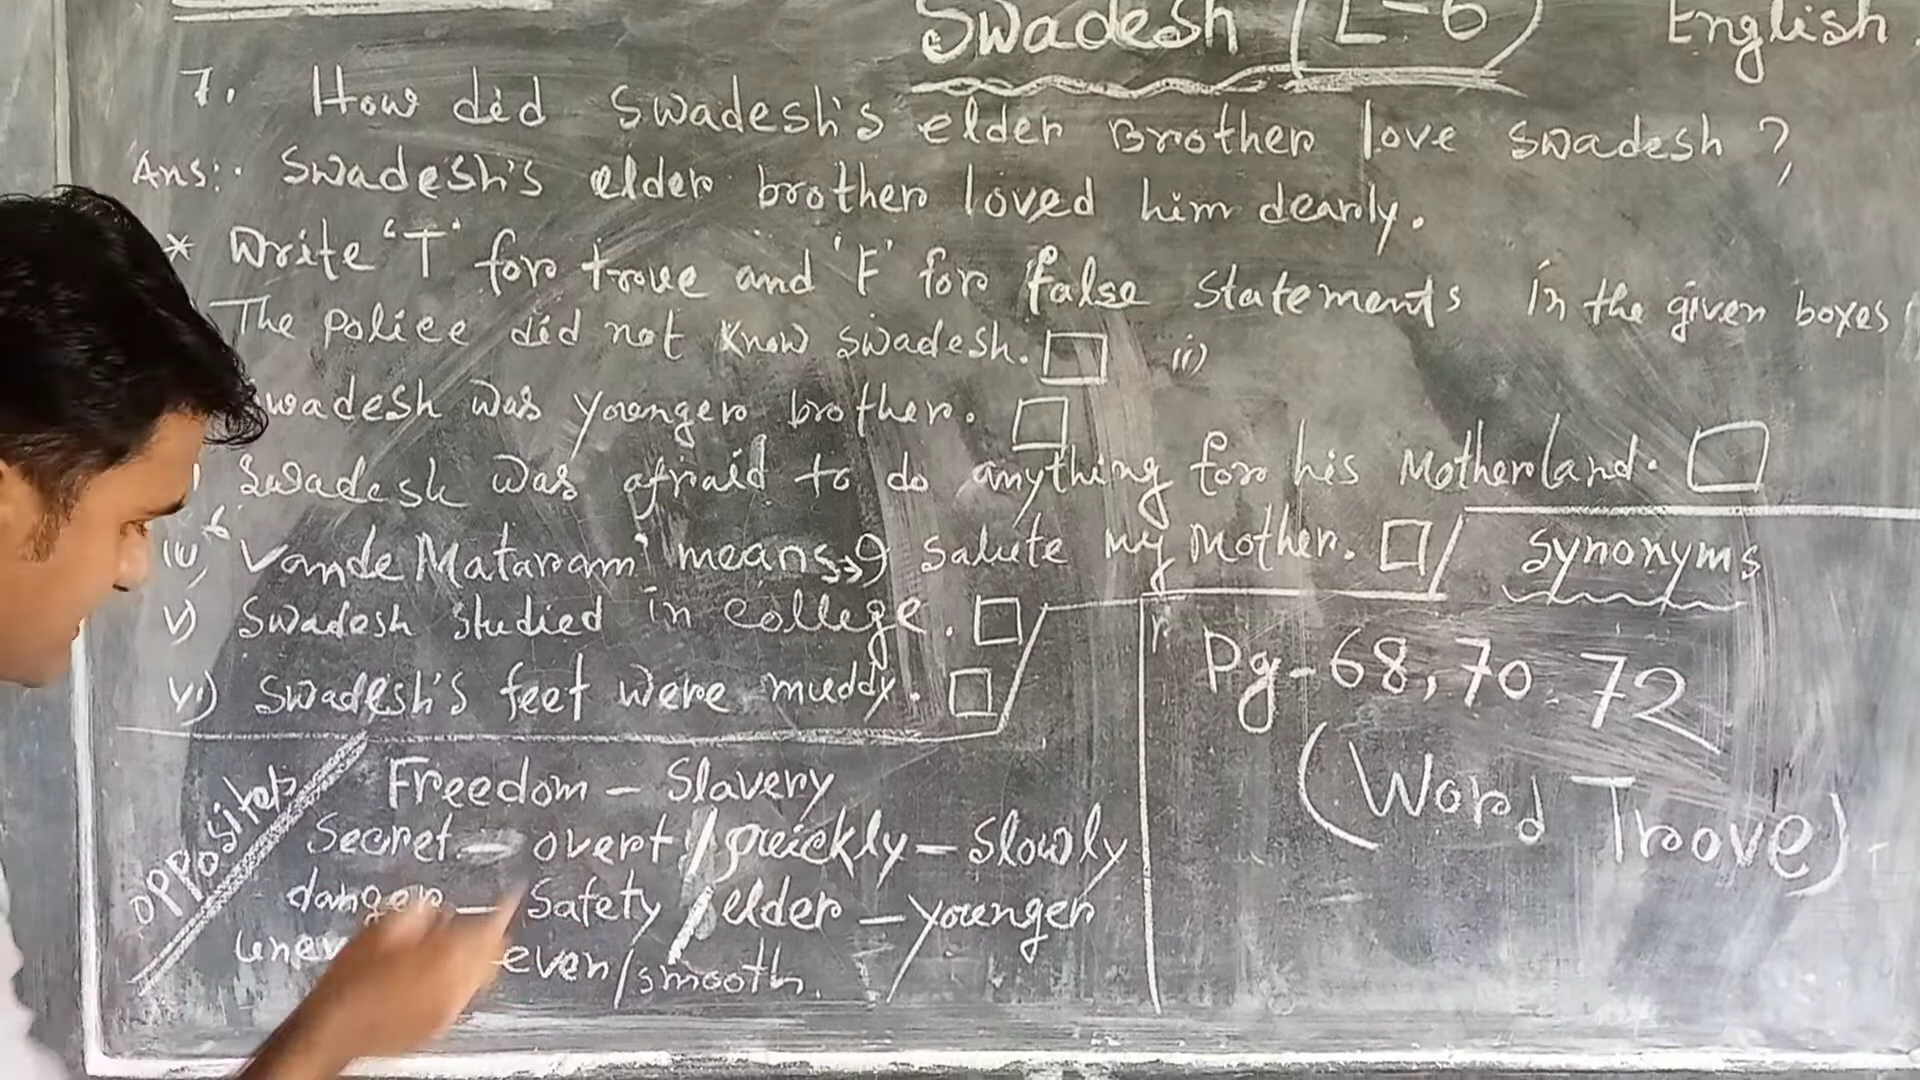 Swadesh (L-6) English
7. How did Swadesh's elder Brother love Swadesh?
Ans:- Swadesh's elder brother loved him dearly.
* Write 'T' for true and 'F' for false statements in the given boxes
The police did not know swadesh. ii)
wadesh was younger brother.
Swadesh was afraid to do anything for his Motherland.
iv) "Vande Mataram" means, I salute my Mother.
v) Swadesh studied in college.
vi) Swadesh's feet were muddy.
Synonyms
Pg-68, 70, 72
(Word Trove)
Opposites
Freedom - Slavery
Secret - overt / quickly - slowly
danger - Safety / elder - younger
even/smooth.